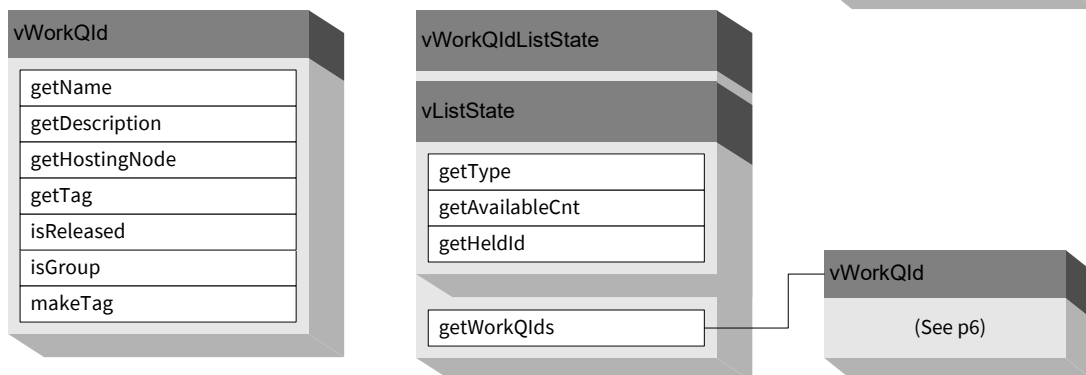 vWorkQId
getName
getDescription
getHostingNode
getTag
isReleased
isGroup
makeTag
vWorkQIdListState
vListState
getType
getAvailableCnt
getHeldId
getWorkQIds
vWorkQId
(See p6)